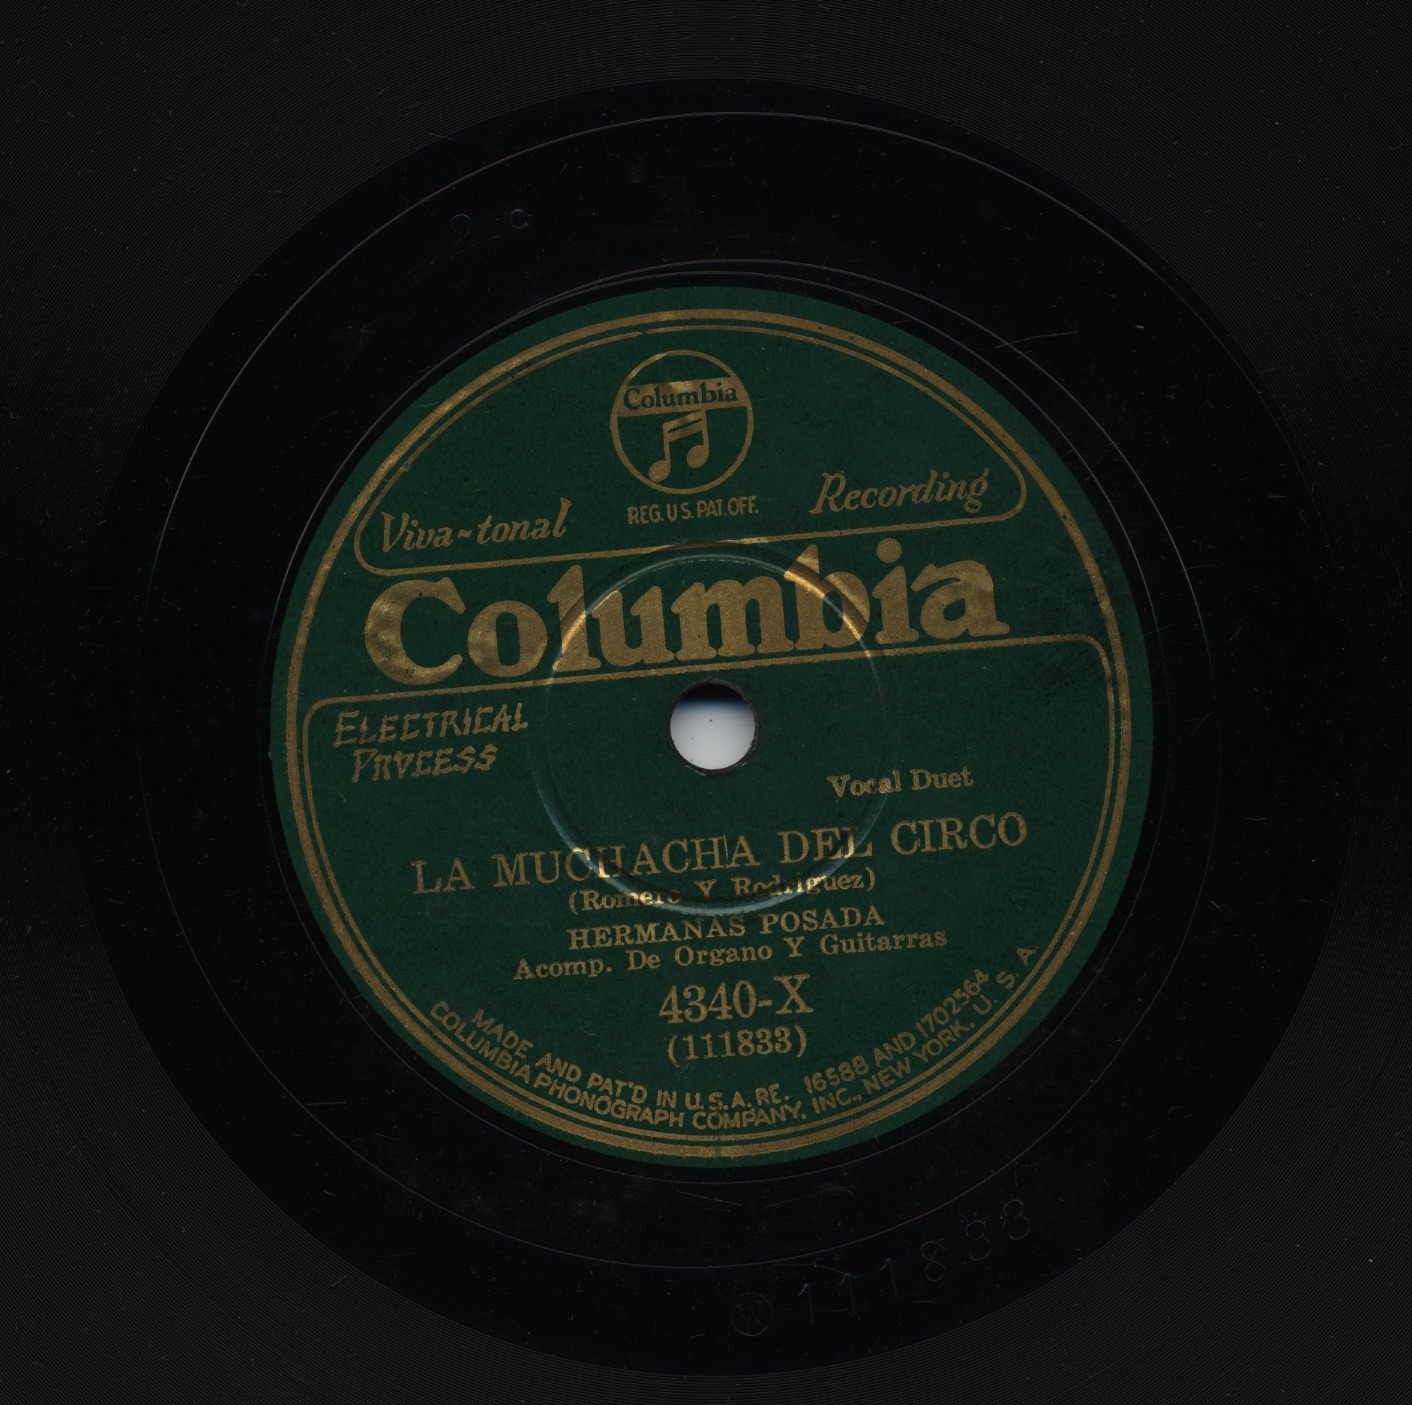 2 C
Columbia
REG. U.S. PAT. OFF.
Viva-tonal Recording
Columbia
ELECTRICAL
PROCESS
Vocal Duet
LA MUCHACHA DEL CIRCO
(Romero Y Rodriguez)
HERMANAS POSADA
Acomp. De Organo Y Guitarras
4340-X
(111833)
MADE AND PAT'D IN U.S.A. RE. 16588 AND 1702564
COLUMBIA PHONOGRAPH COMPANY, INC., NEW YORK, U. S. A.
W 111833